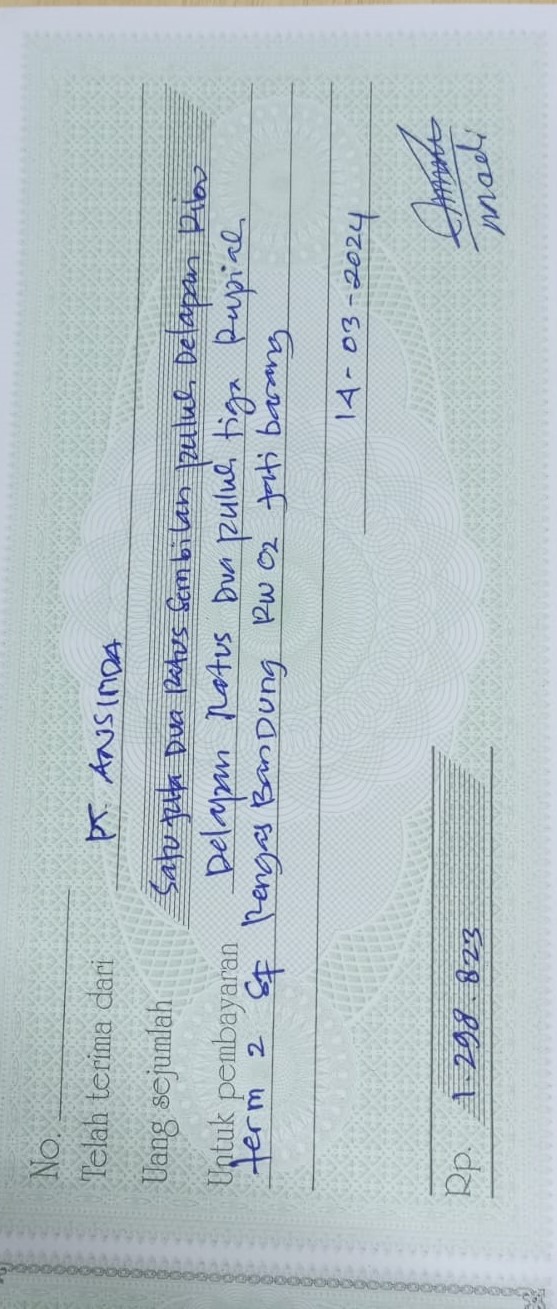 No.
Telah terima dari PT. ANSINDA
Uang sejumlah Satu juta Dua Ratus Sembilan puluh Delapan Ribu
Untuk pembayaran Delapan Ratus Dua puluh tiga Rupiah
term 2 SF Rengas BanDung RW 02 Jatibarang
14-03-2024
Rp. 1.298.823
madi